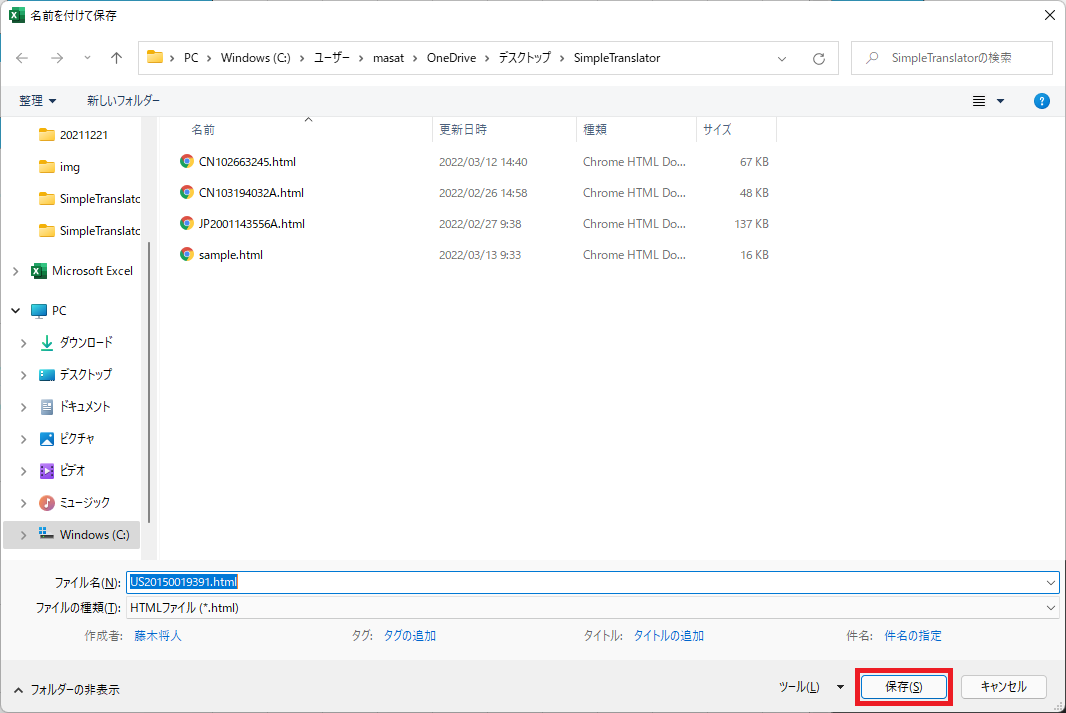 名前を付けて保存
PC › Windows (C:) › ユーザー › masat › OneDrive › デスクトップ › SimpleTranslator
SimpleTranslatorの検索
整理 新しいフォルダー
名前 更新日時 種類 サイズ
20211221
img
SimpleTranslatc
SimpleTranslatc
Microsoft Excel
PC
ダウンロード
デスクトップ
ドキュメント
ピクチャ
ビデオ
ミュージック
Windows (C:)
CN102663245.html 2022/03/12 14:40 Chrome HTML Do... 67 KB
CN103194032A.html 2022/02/26 14:58 Chrome HTML Do... 48 KB
JP2001143556A.html 2022/02/27 9:38 Chrome HTML Do... 137 KB
sample.html 2022/03/13 9:33 Chrome HTML Do... 16 KB
ファイル名(N): US20150019391.html
ファイルの種類(T): HTMLファイル (*.html)
作成者: 藤木将人 タグ: タグの追加 タイトル: タイトルの追加 件名: 件名の指定
フォルダーの非表示 ツール(L) 保存(S) キャンセル